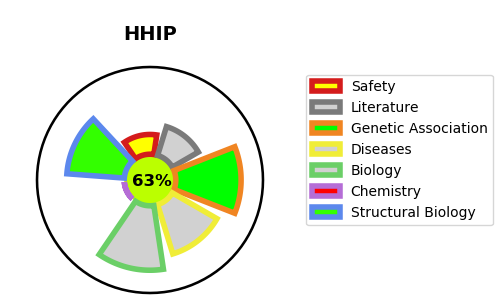 HHIP
63%
Safety
Literature
Genetic Association
Diseases
Biology
Chemistry
Structural Biology